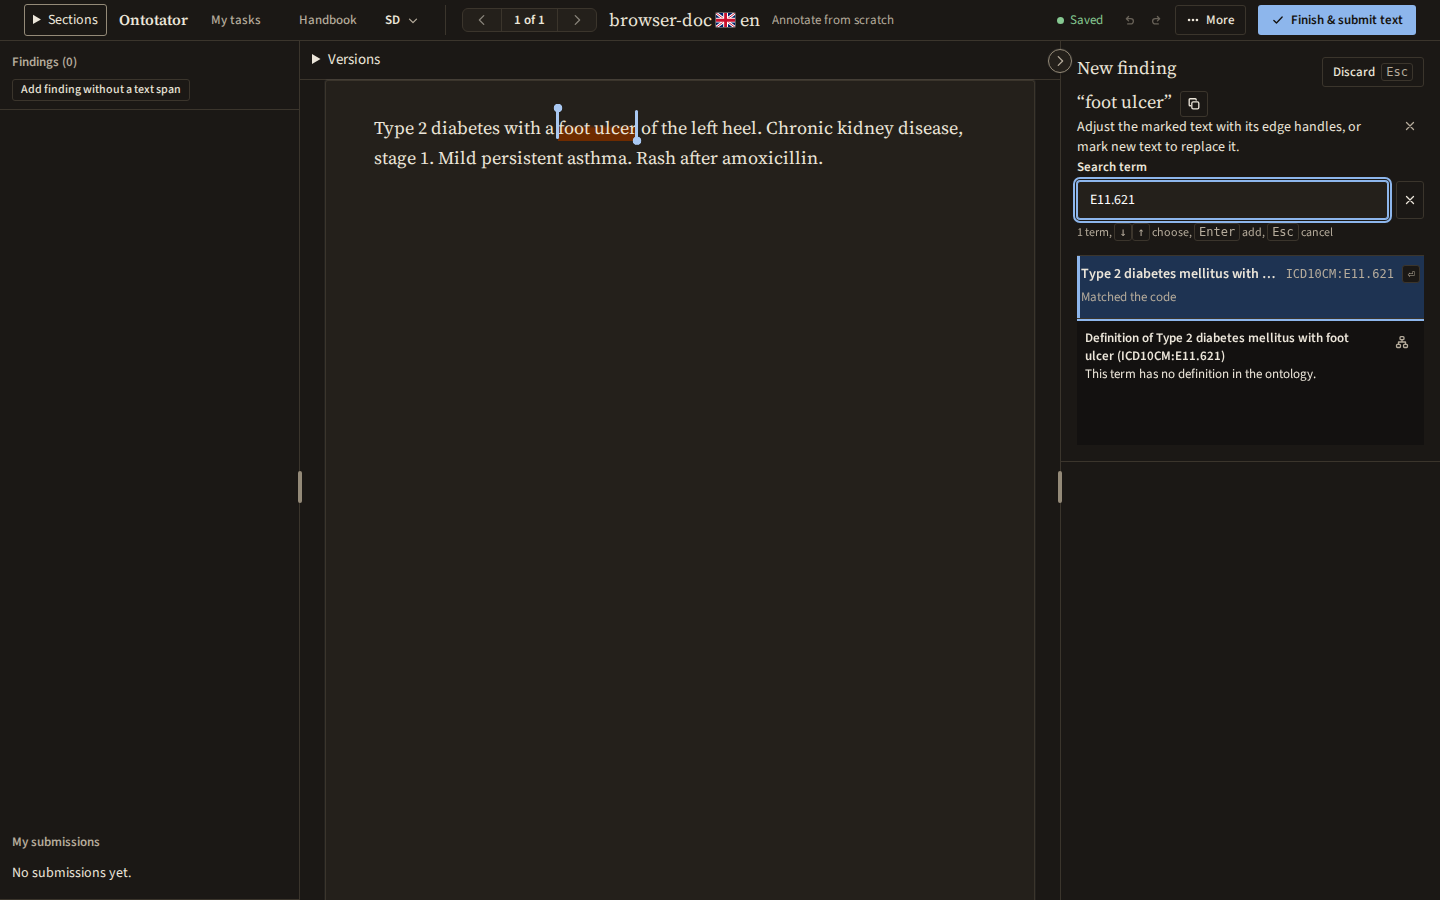 Sections Ontotator My tasks Handbook SD 1 of 1 browser-doc en Annotate from scratch Saved More Finish & submit text
Findings (0)
Add finding without a text span
My submissions
No submissions yet.
Versions
Type 2 diabetes with a foot ulcer of the left heel. Chronic kidney disease,
stage 1. Mild persistent asthma. Rash after amoxicillin.
New finding
Discard Esc
“foot ulcer”
Adjust the marked text with its edge handles, or
mark new text to replace it.
Search term
E11.621
1 term, ↓ ↑ choose, Enter add, Esc cancel
Type 2 diabetes mellitus with … ICD10CM:E11.621
Matched the code
Definition of Type 2 diabetes mellitus with foot
ulcer (ICD10CM:E11.621)
This term has no definition in the ontology.